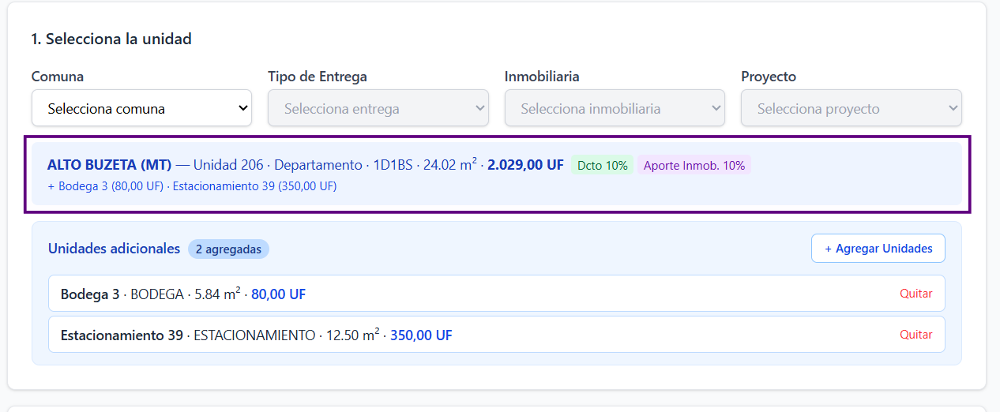 1. Selecciona la unidad
Comuna
Tipo de Entrega
Inmobiliaria
Proyecto
Selecciona comuna
Selecciona entrega
Selecciona inmobiliaria
Selecciona proyecto
ALTO BUZETA (MT) — Unidad 206 · Departamento · 1D1BS · 24.02 m² · 2.029,00 UF Dcto 10% Aporte Inmob. 10%
+ Bodega 3 (80,00 UF) · Estacionamiento 39 (350,00 UF)
Unidades adicionales 2 agregadas
+ Agregar Unidades
Bodega 3 · BODEGA · 5.84 m² · 80,00 UF
Quitar
Estacionamiento 39 · ESTACIONAMIENTO · 12.50 m² · 350,00 UF
Quitar